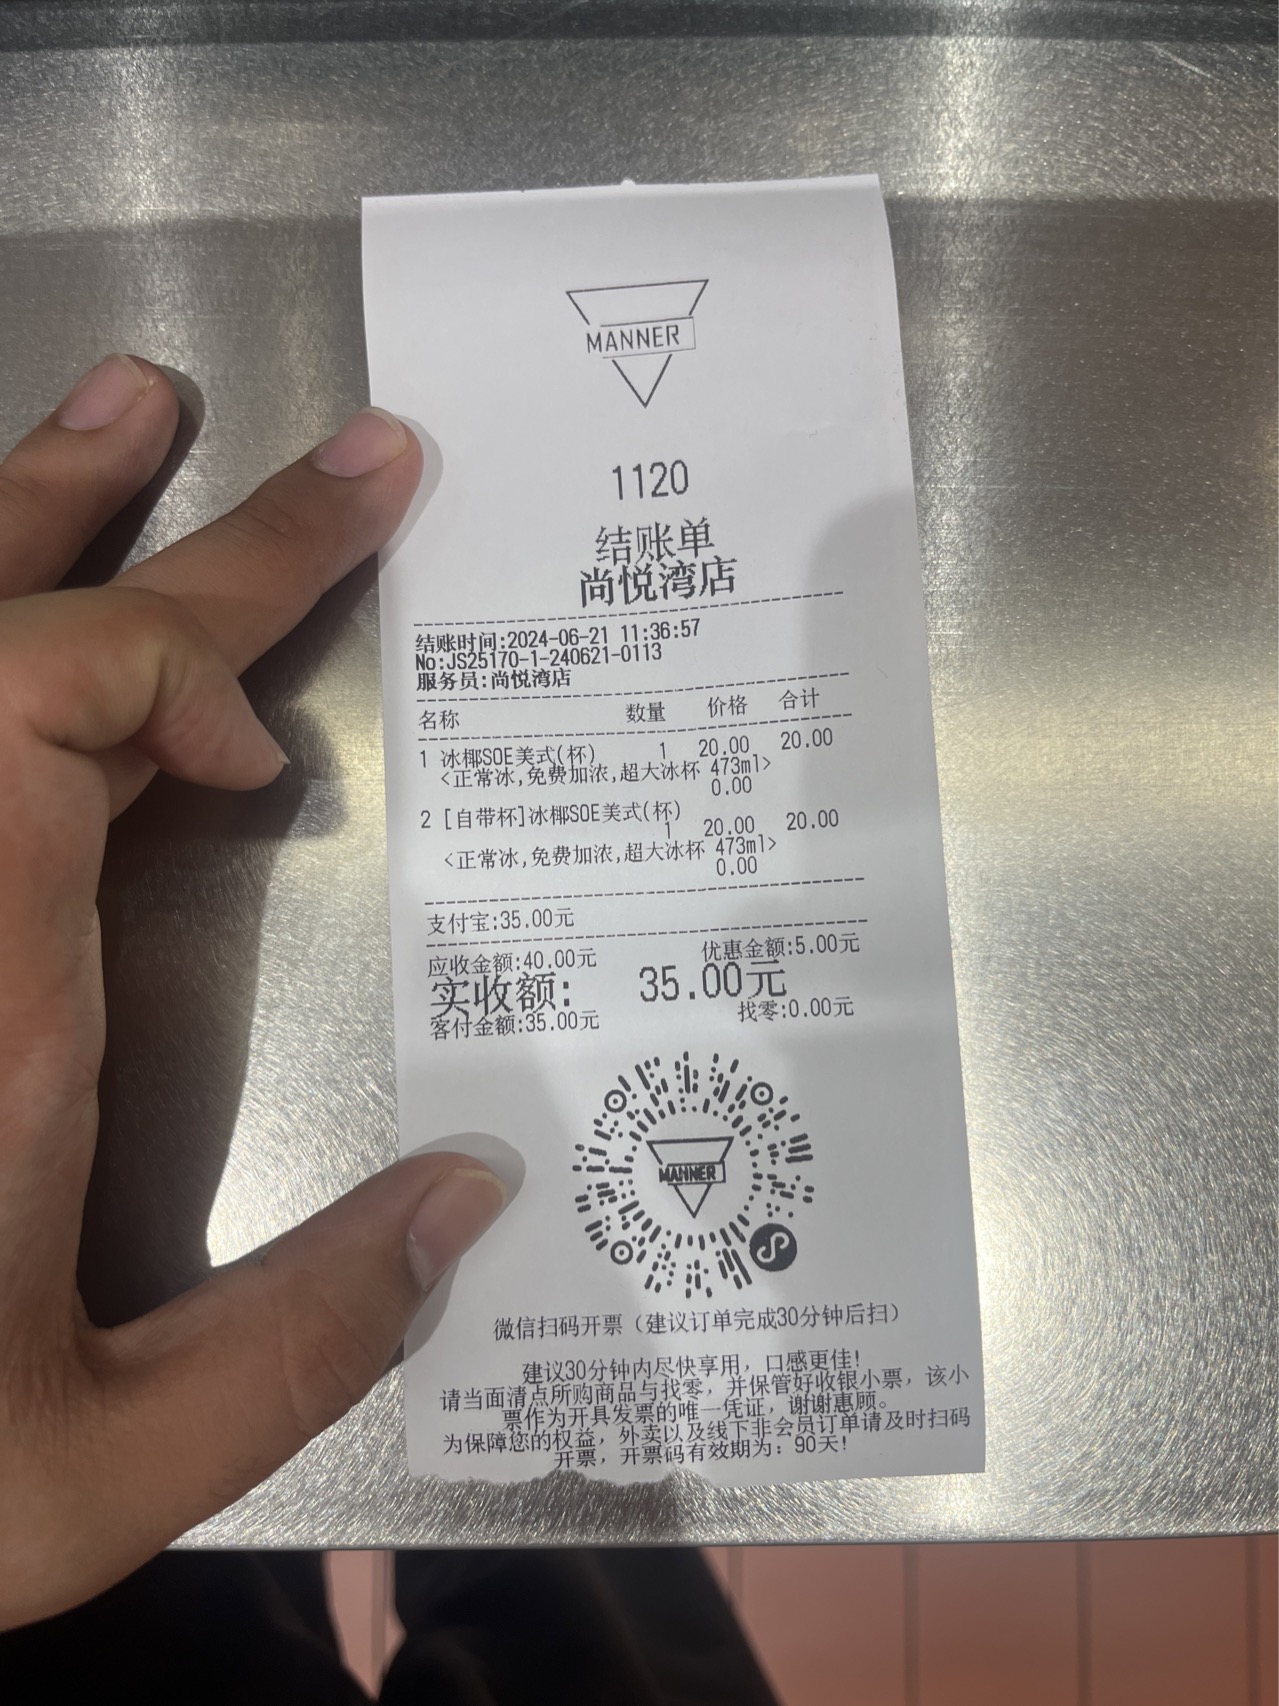 MANNER
1120
结账单
尚悦湾店
结账时间:2024-06-21 11:36:57
No:JS25170-1-240621-0113
服务员:尚悦湾店
名称 数量 价格 合计
1 冰椰SOE美式(杯) 1 20.00 20.00
<正常冰,免费加浓,超大冰杯 473ml>
0.00
2 [自带杯]冰椰SOE美式(杯)
1 20.00 20.00
<正常冰,免费加浓,超大冰杯 473ml>
0.00
支付宝:35.00元
应收金额:40.00元 优惠金额:5.00元
实收额: 35.00元
客付金额:35.00元 找零:0.00元
MANNER
微信扫码开票（建议订单完成30分钟后扫）
建议30分钟内尽快享用，口感更佳!
请当面清点所购商品与找零，并保管好收银小票，该小
票作为开具发票的唯一凭证，谢谢惠顾。
为保障您的权益，外卖以及线下非会员订单请及时扫码
开票，开票码有效期为：90天!